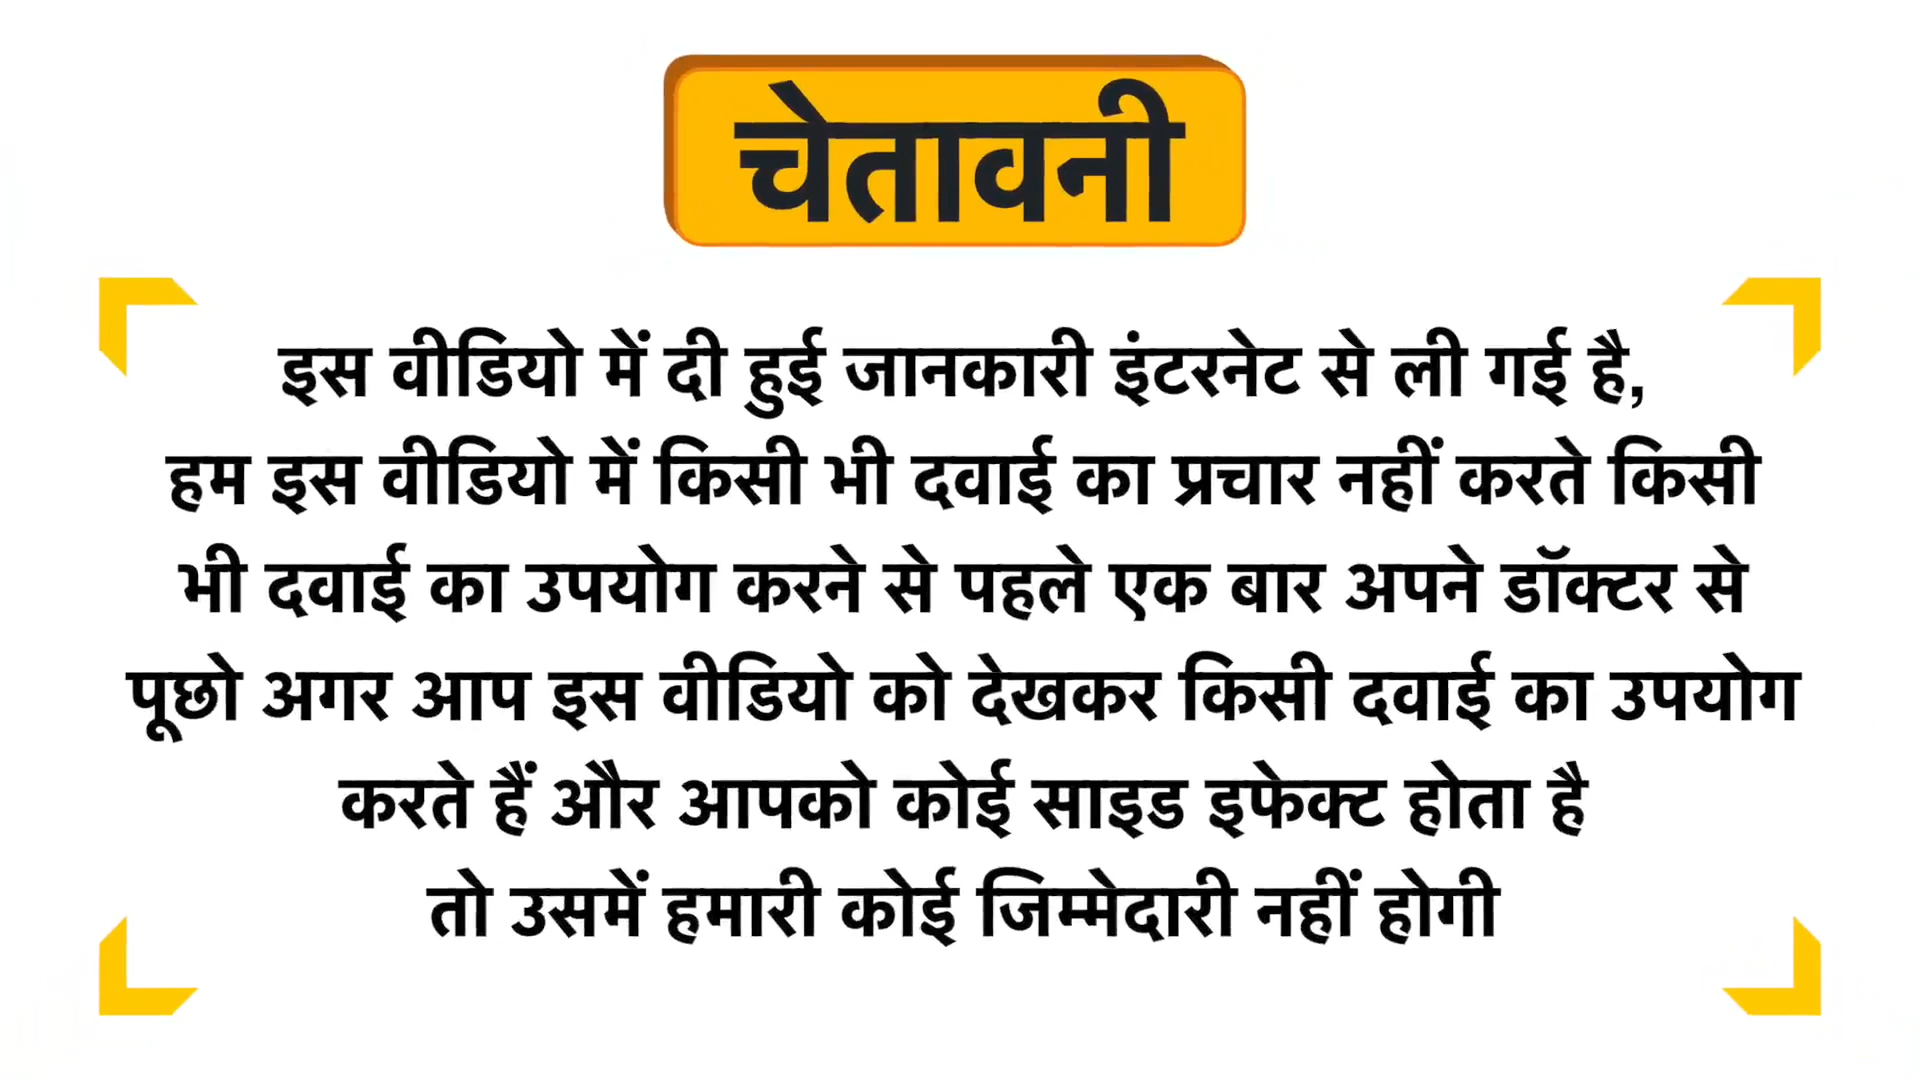 चेतावनी
इस वीडियो में दी हुई जानकारी इंटरनेट से ली गई है,
हम इस वीडियो में किसी भी दवाई का प्रचार नहीं करते किसी
भी दवाई का उपयोग करने से पहले एक बार अपने डॉक्टर से
पूछो अगर आप इस वीडियो को देखकर किसी दवाई का उपयोग
करते हैं और आपको कोई साइड इफेक्ट होता है
तो उसमें हमारी कोई जिम्मेदारी नहीं होगी